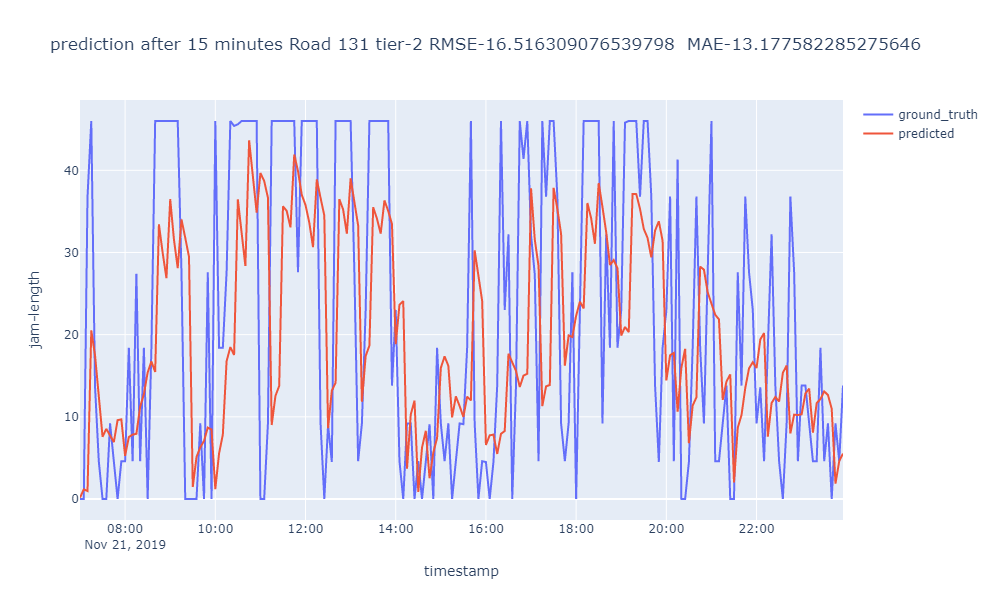 prediction after 15 minutes Road 131 tier-2 RMSE-16.516309076539798  MAE-13.177582285275646
ground_truth
predicted
jam-length
40
30
20
10
0
08:00 10:00 12:00 14:00 16:00 18:00 20:00 22:00
Nov 21, 2019
timestamp